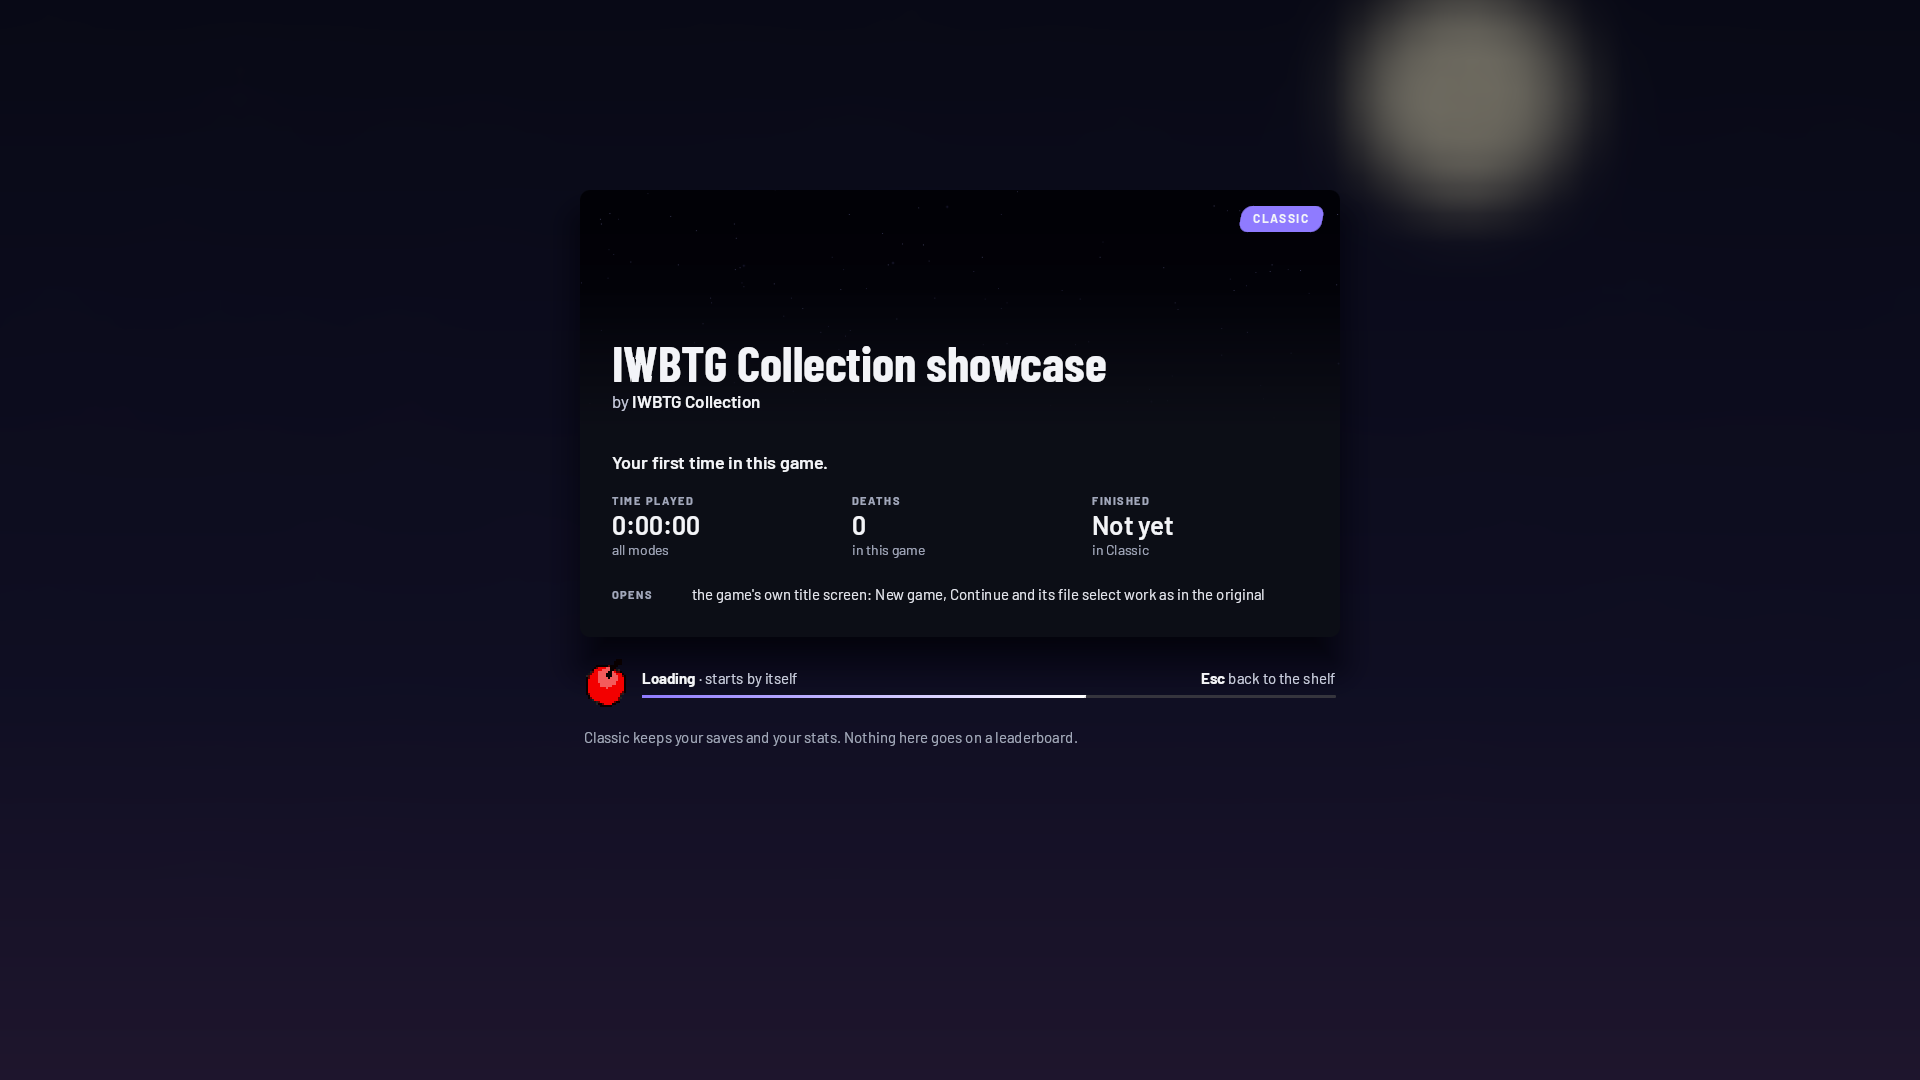 CLASSIC
IWBTG Collection showcase
by IWBTG Collection
Your first time in this game.
TIME PLAYED DEATHS FINISHED
0:00:00 0 Not yet
all modes in this game in Classic
OPENS the game's own title screen: New game, Continue and its file select work as in the original
Loading · starts by itself Esc back to the shelf
Classic keeps your saves and your stats. Nothing here goes on a leaderboard.